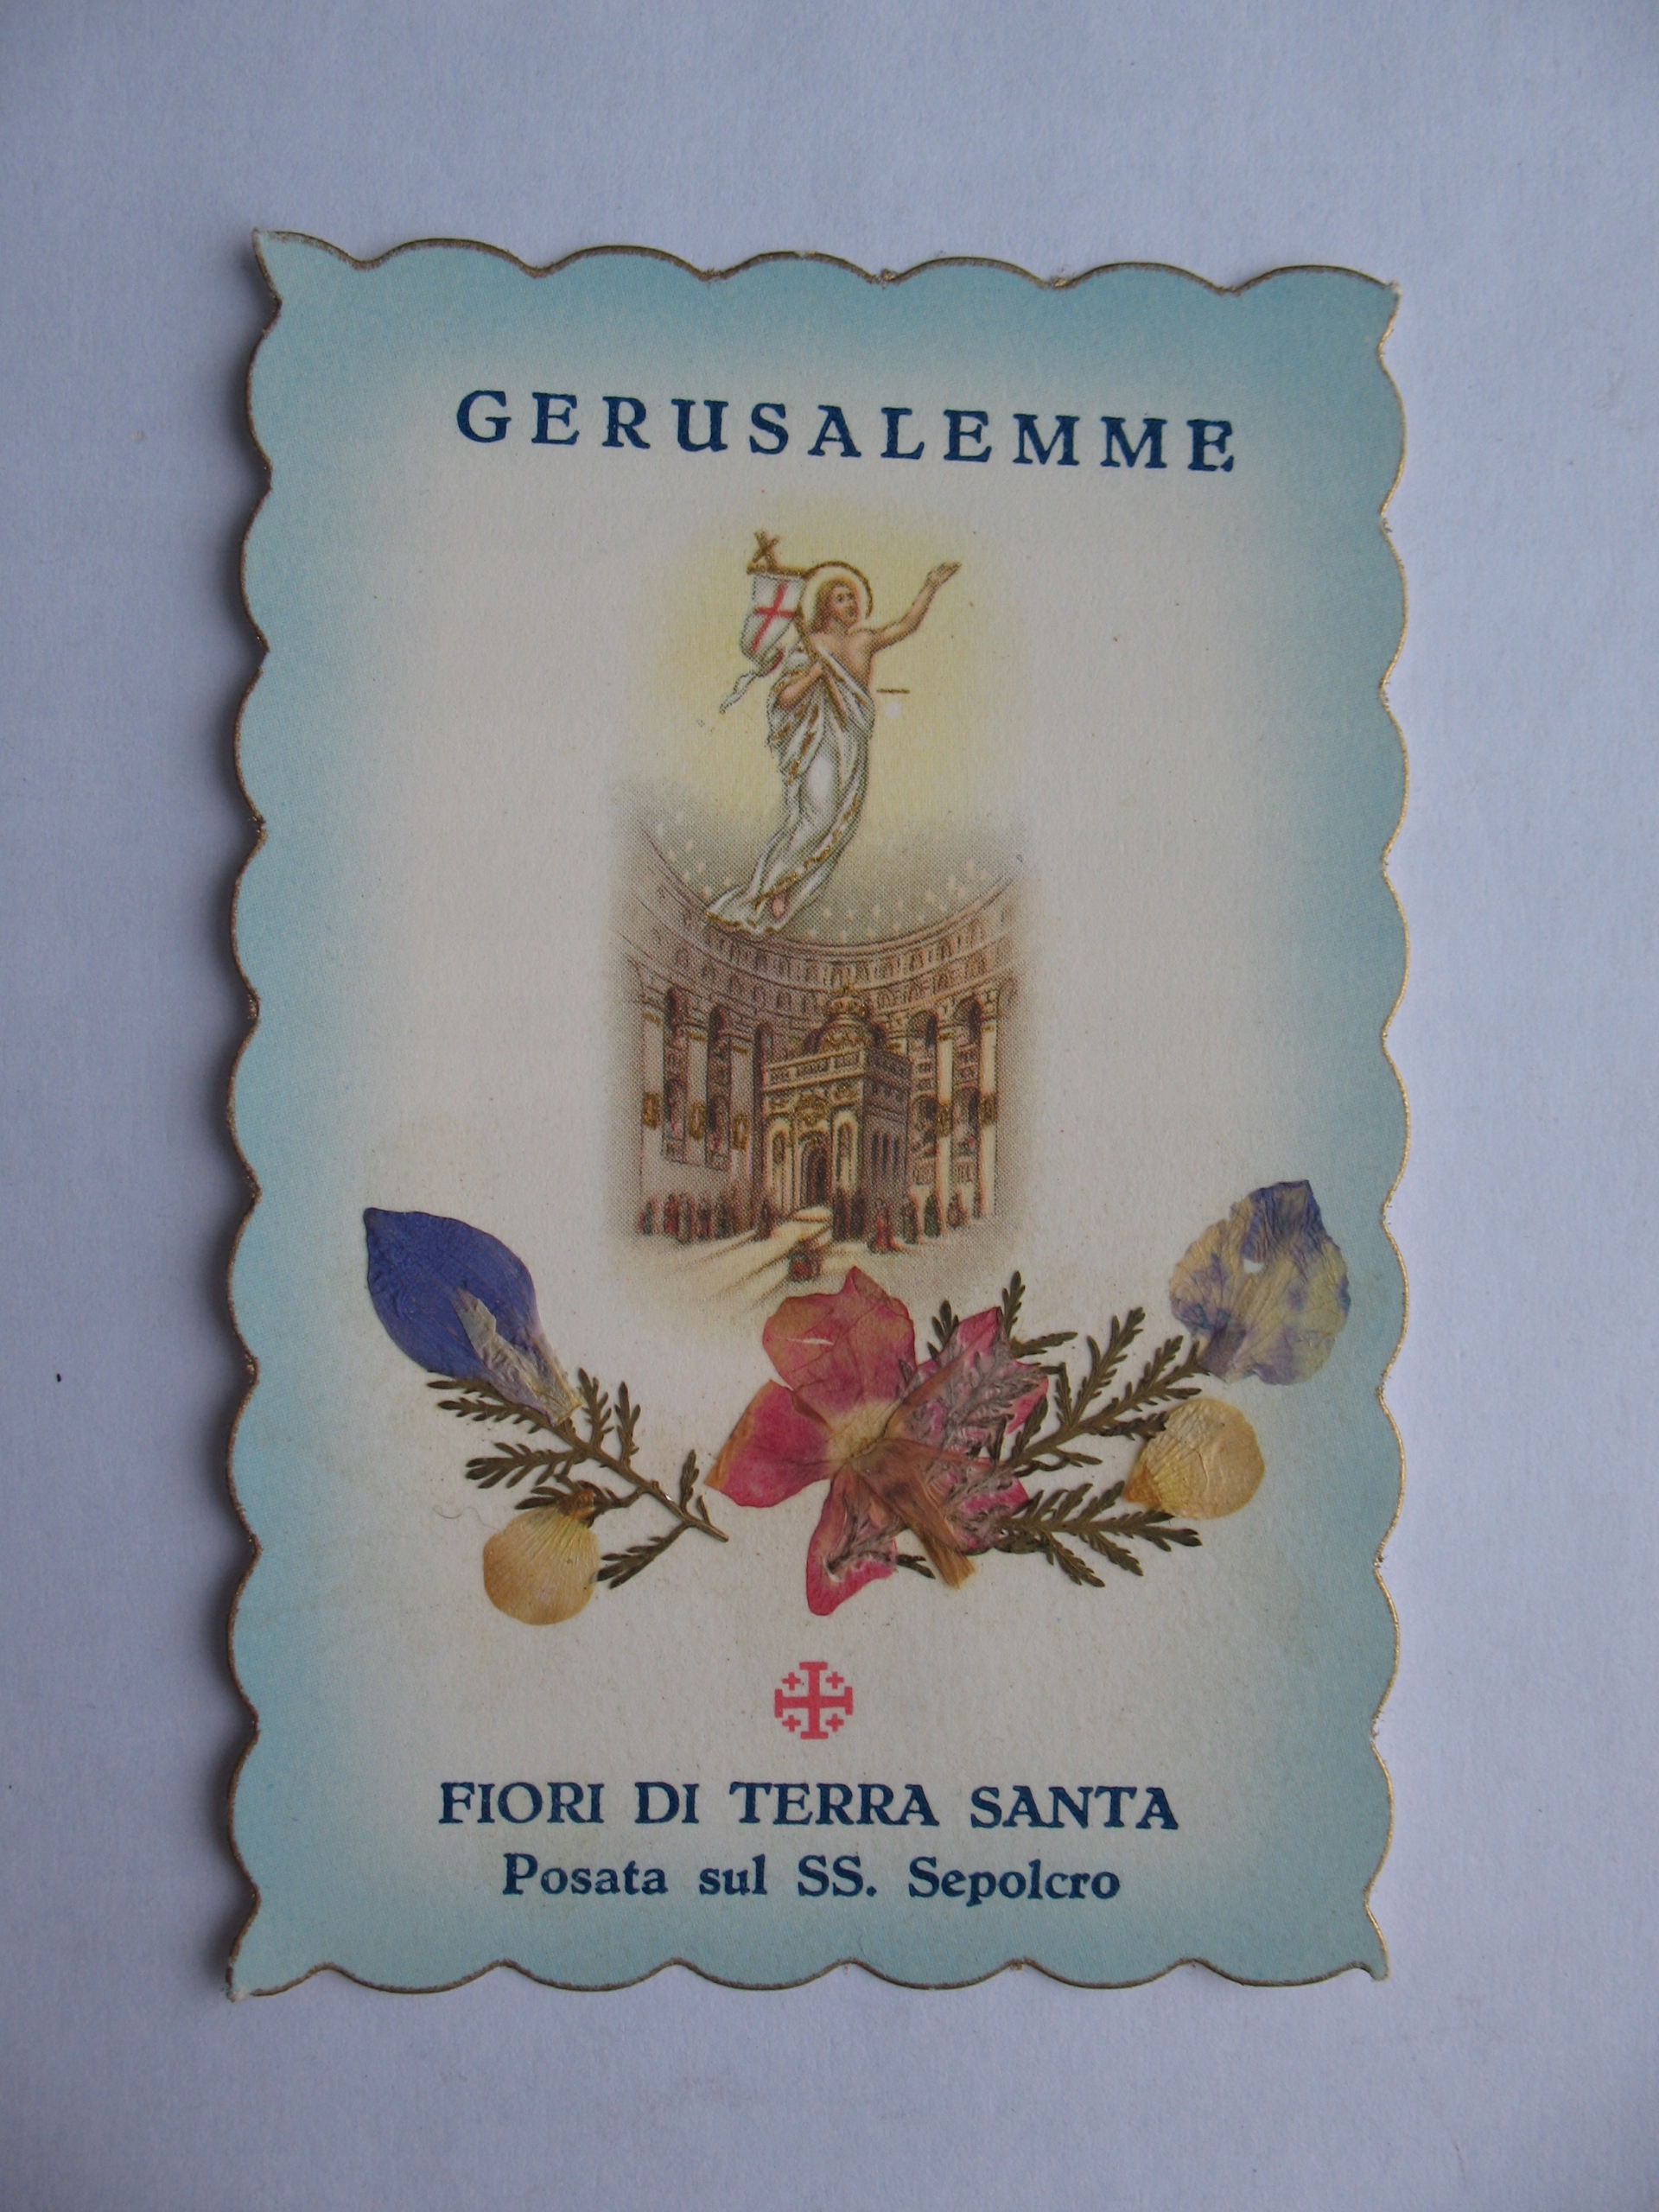 GERUSALEMME
FIORI DI TERRA SANTA
Posata sul SS. Sepolcro